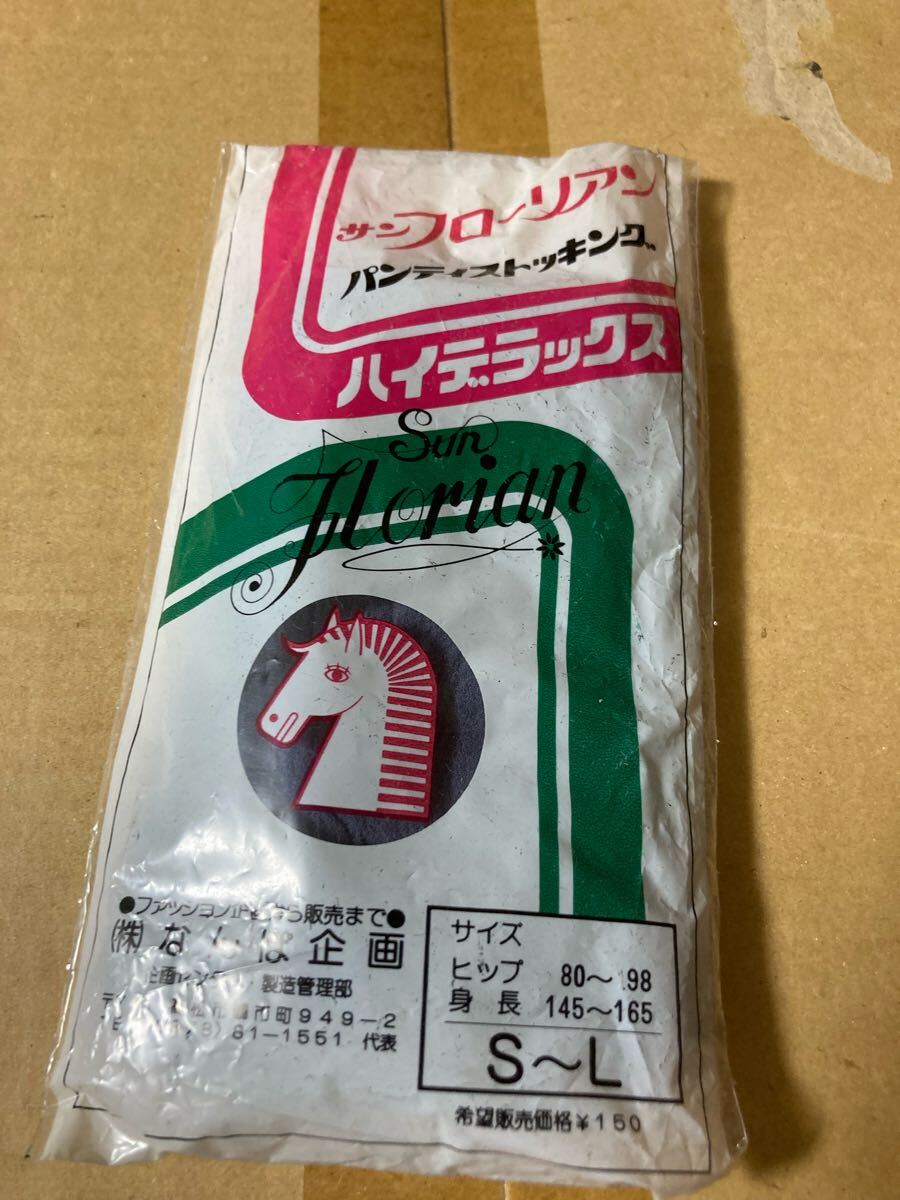 サンフローリアン
パンティストッキング
ハイデラックス
Sun
Florian
●ファッション企画から販売まで●
(株)なんぽ企画
製造管理部
市町949-2
81-1551 代表
サイズ
ヒップ 80〜98
身長 145〜165
S〜L
希望販売価格¥150